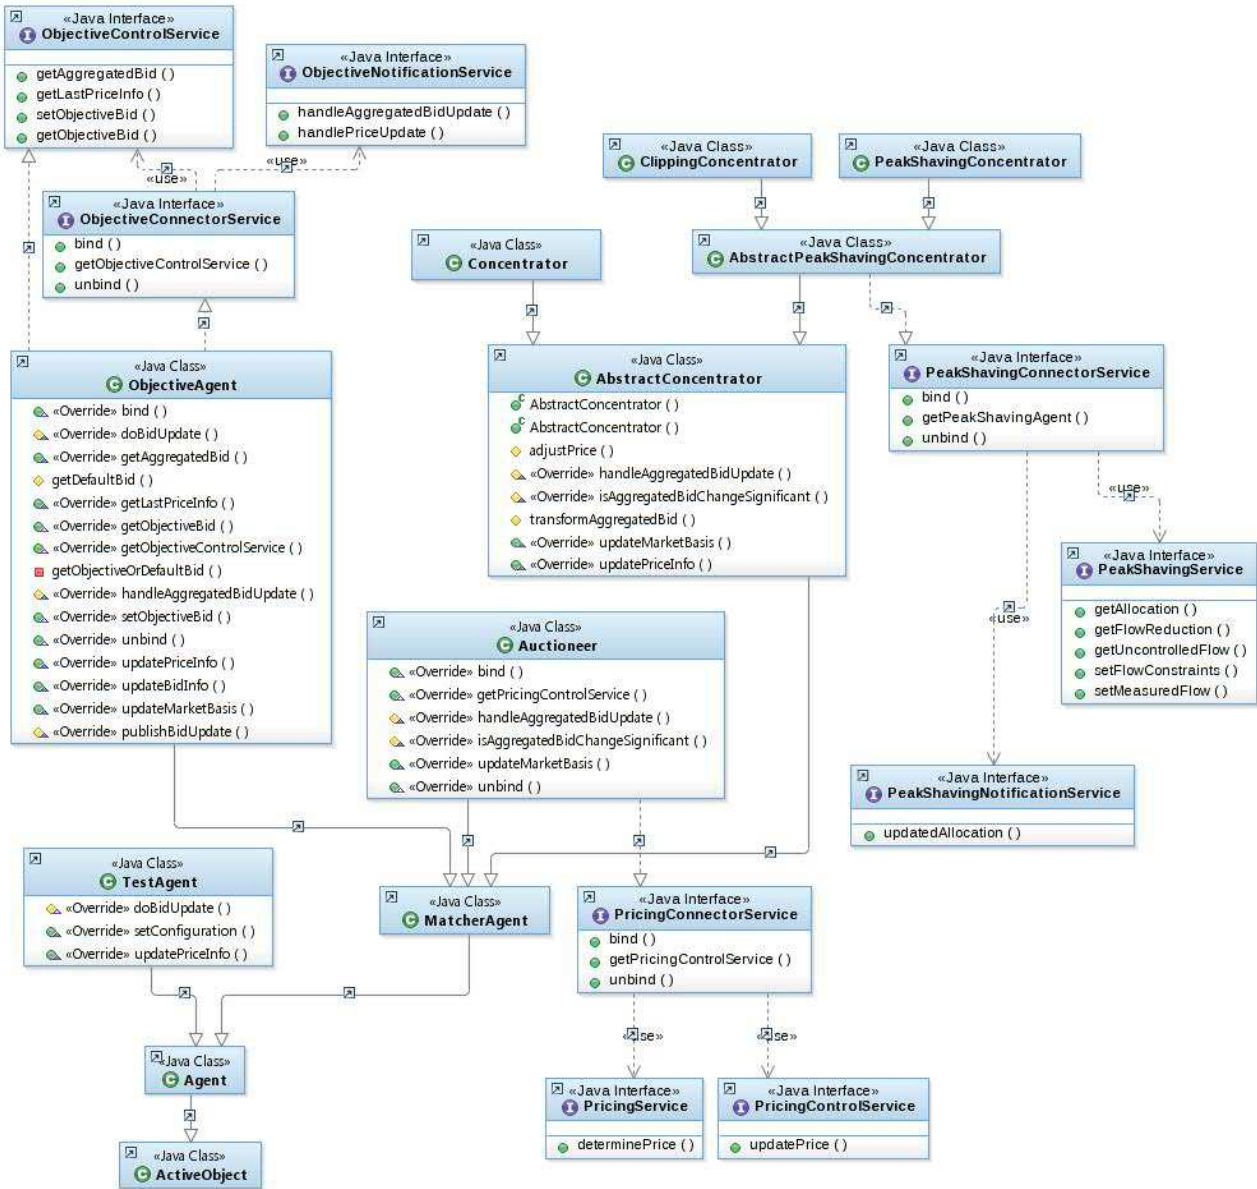 «Java Interface»
ObjectiveControlService
getAggregatedBid ( )
getLastPriceInfo ( )
setObjectiveBid ( )
getObjectiveBid ( )
«Java Interface»
ObjectiveNotificationService
handleAggregatedBidUpdate ( )
handlePriceUpdate ( )
«use»
«use»
«Java Interface»
ObjectiveConnectorService
bind ( )
getObjectiveControlService ( )
unbind ( )
«Java Class»
ClippingConcentrator
«Java Class»
PeakShavingConcentrator
«Java Class»
Concentrator
«Java Class»
AbstractPeakShavingConcentrator
«Java Class»
ObjectiveAgent
«Override» bind ( )
«Override» doBidUpdate ( )
«Override» getAggregatedBid ( )
getDefaultBid ( )
«Override» getLastPriceInfo ( )
«Override» getObjectiveBid ( )
«Override» getObjectiveControlService ( )
getObjectiveOrDefaultBid ( )
«Override» handleAggregatedBidUpdate ( )
«Override» setObjectiveBid ( )
«Override» unbind ( )
«Override» updatePriceInfo ( )
«Override» updateBidInfo ( )
«Override» updateMarketBasis ( )
«Override» publishBidUpdate ( )
«Java Class»
AbstractConcentrator
AbstractConcentrator ( )
AbstractConcentrator ( )
adjustPrice ( )
«Override» handleAggregatedBidUpdate ( )
«Override» isAggregatedBidChangeSignificant ( )
transformAggregatedBid ( )
«Override» updateMarketBasis ( )
«Override» updatePriceInfo ( )
«Java Interface»
PeakShavingConnectorService
bind ( )
getPeakShavingAgent ( )
unbind ( )
«use»
«use»
«Java Interface»
PeakShavingService
getAllocation ( )
getFlowReduction ( )
getUncontrolledFlow ( )
setFlowConstraints ( )
setMeasuredFlow ( )
«Java Class»
Auctioneer
«Override» bind ( )
«Override» getPricingControlService ( )
«Override» handleAggregatedBidUpdate ( )
«Override» isAggregatedBidChangeSignificant ( )
«Override» updateMarketBasis ( )
«Override» unbind ( )
«Java Interface»
PeakShavingNotificationService
updatedAllocation ( )
«Java Class»
TestAgent
«Override» doBidUpdate ( )
«Override» setConfiguration ( )
«Override» updatePriceInfo ( )
«Java Class»
MatcherAgent
«Java Interface»
PricingConnectorService
bind ( )
getPricingControlService ( )
unbind ( )
«use»
«use»
«Java Class»
Agent
«Java Interface»
PricingService
determinePrice ( )
«Java Interface»
PricingControlService
updatePrice ( )
«Java Class»
ActiveObject